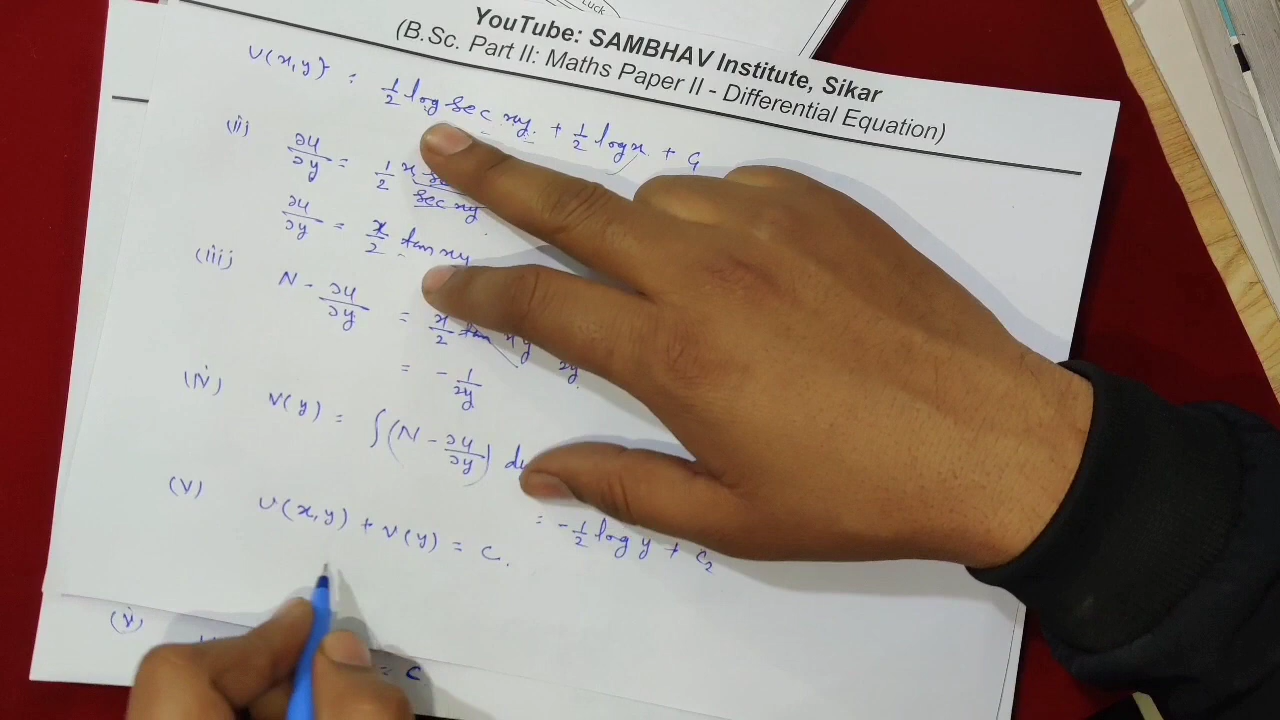 Luck
YouTube: SAMBHAV Institute, Sikar
(B.Sc. Part II: Maths Paper II - Differential Equation)
U(x,y) = 1/2 log sec xy + 1/2 log x + C₁
(ii) ∂u/∂y = 1/2 x / sec xy
∂u/∂y = x/2 tan xy
(iii) N - ∂u/∂y = x/2 tan xy 2y
= - 1/2y
(iv) V(y) = ∫(N - ∂u/∂y) dy
= - 1/2 log y + C₂
(v) U(x,y) + V(y) = C.
(v) = C